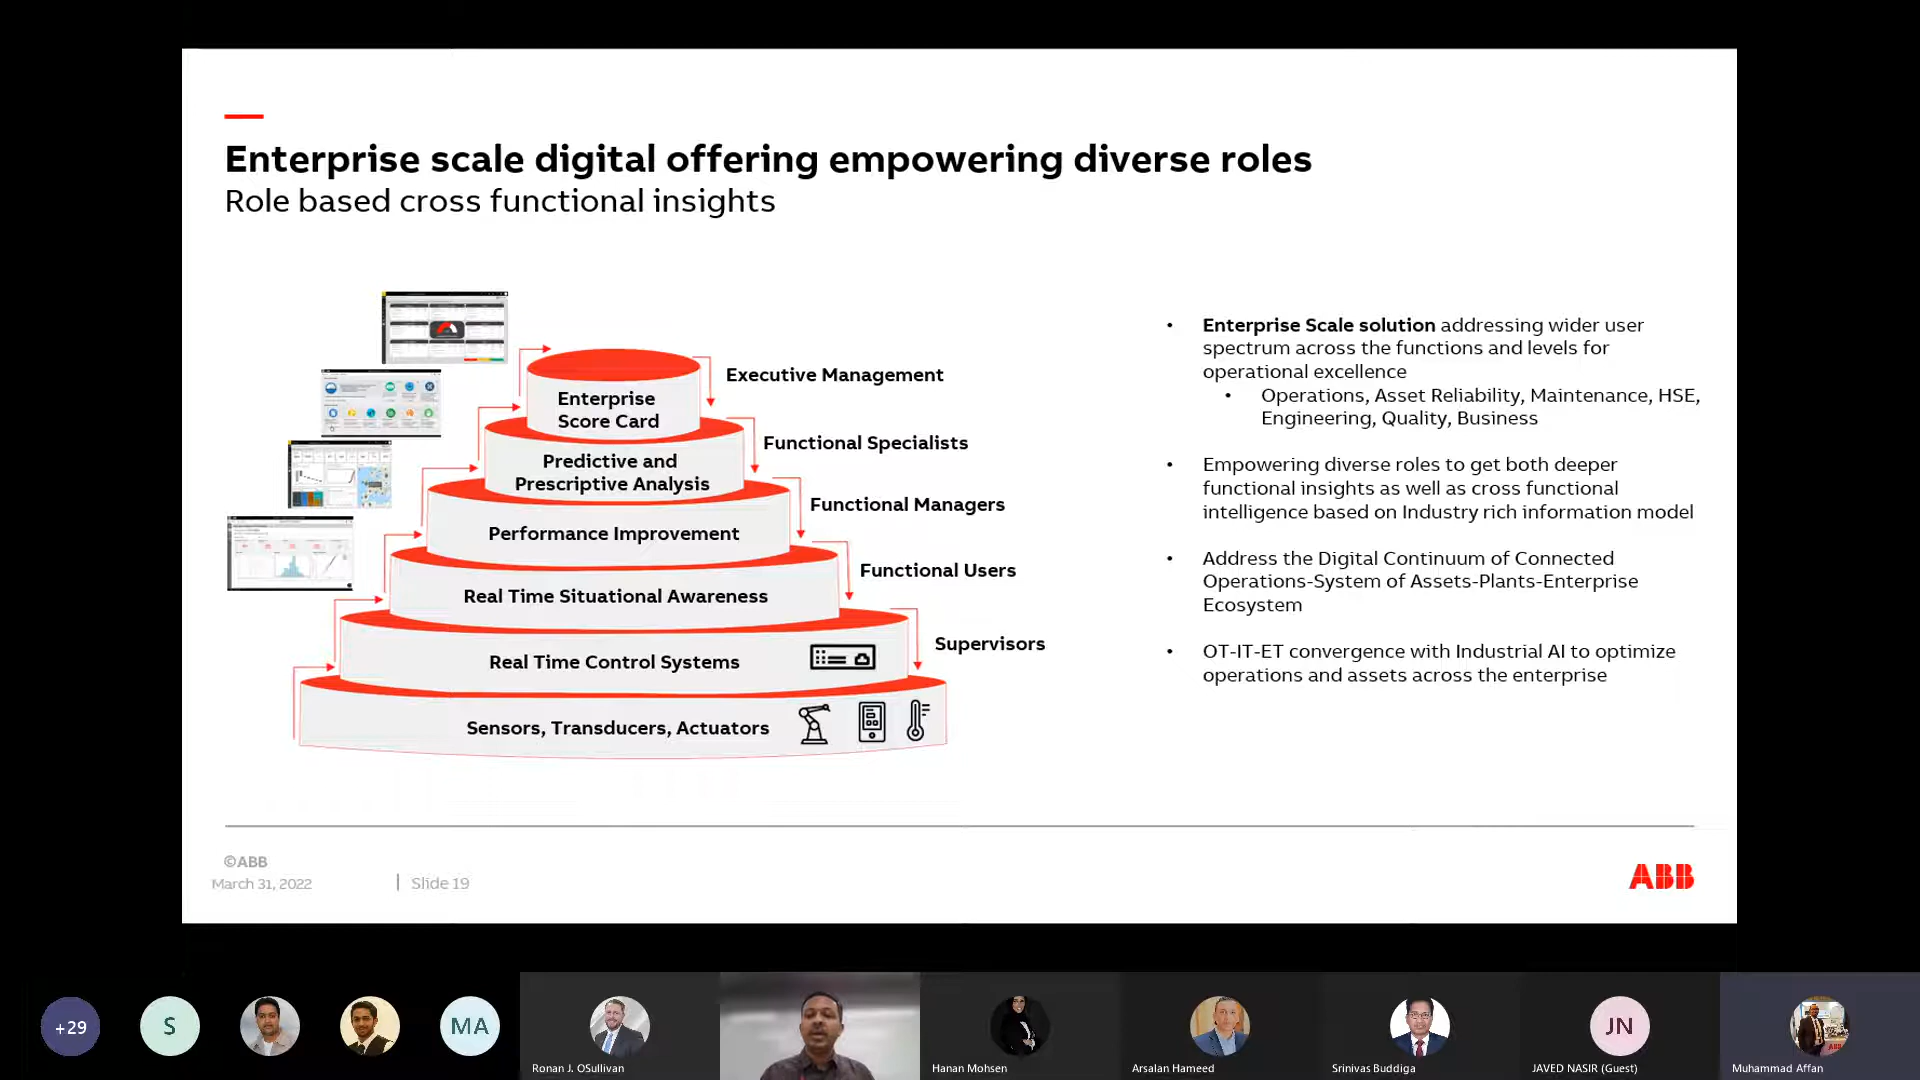 Enterprise scale digital offering empowering diverse roles
Role based cross functional insights
Enterprise
Score Card
Predictive and
Prescriptive Analysis
Performance Improvement
Real Time Situational Awareness
Real Time Control Systems
Sensors, Transducers, Actuators
Executive Management
Functional Specialists
Functional Managers
Functional Users
Supervisors
• Enterprise Scale solution addressing wider user
spectrum across the functions and levels for
operational excellence
• Operations, Asset Reliability, Maintenance, HSE,
Engineering, Quality, Business
• Empowering diverse roles to get both deeper
functional insights as well as cross functional
intelligence based on Industry rich information model
• Address the Digital Continuum of Connected
Operations-System of Assets-Plants-Enterprise
Ecosystem
• OT-IT-ET convergence with Industrial AI to optimize
operations and assets across the enterprise
©ABB
March 31, 2022
| Slide 19
ABB
+29
S
MA
Ronan J. OSullivan
Hanan Mohsen
Arsalan Hameed
Srinivas Buddiga
JN
JAVED NASIR (Guest)
Muhammad Affan